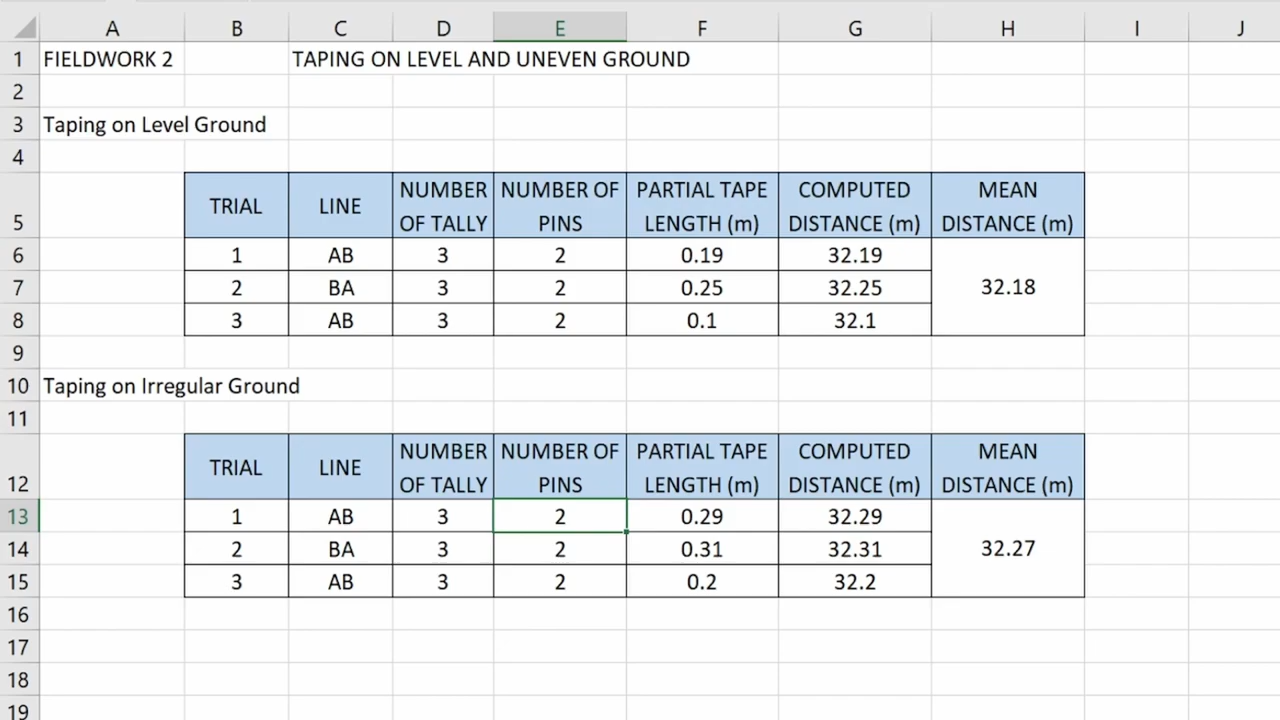 A B C D E F G H I J
1 FIELDWORK 2 TAPING ON LEVEL AND UNEVEN GROUND
2
3 Taping on Level Ground
4
NUMBER NUMBER OF PARTIAL TAPE COMPUTED MEAN
TRIAL LINE
5 OF TALLY PINS LENGTH (m) DISTANCE (m) DISTANCE (m)
6 1 AB 3 2 0.19 32.19
7 2 BA 3 2 0.25 32.25 32.18
8 3 AB 3 2 0.1 32.1
9
10 Taping on Irregular Ground
11
NUMBER NUMBER OF PARTIAL TAPE COMPUTED MEAN
TRIAL LINE
12 OF TALLY PINS LENGTH (m) DISTANCE (m) DISTANCE (m)
13 1 AB 3 2 0.29 32.29
14 2 BA 3 2 0.31 32.31 32.27
15 3 AB 3 2 0.2 32.2
16
17
18
19